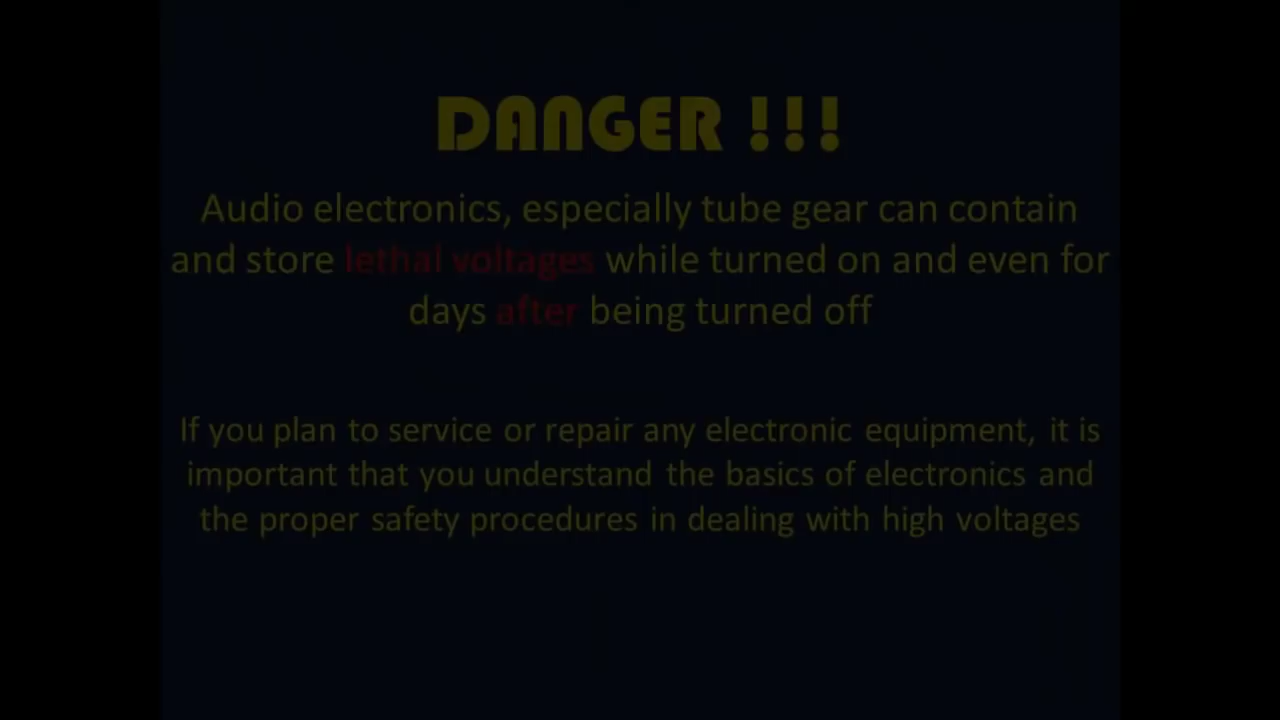 DANGER !!!
Audio electronics, especially tube gear can contain
and store lethal voltages while turned on and even for
days after being turned off
If you plan to service or repair any electronic equipment, it is
important that you understand the basics of electronics and
the proper safety procedures in dealing with high voltages